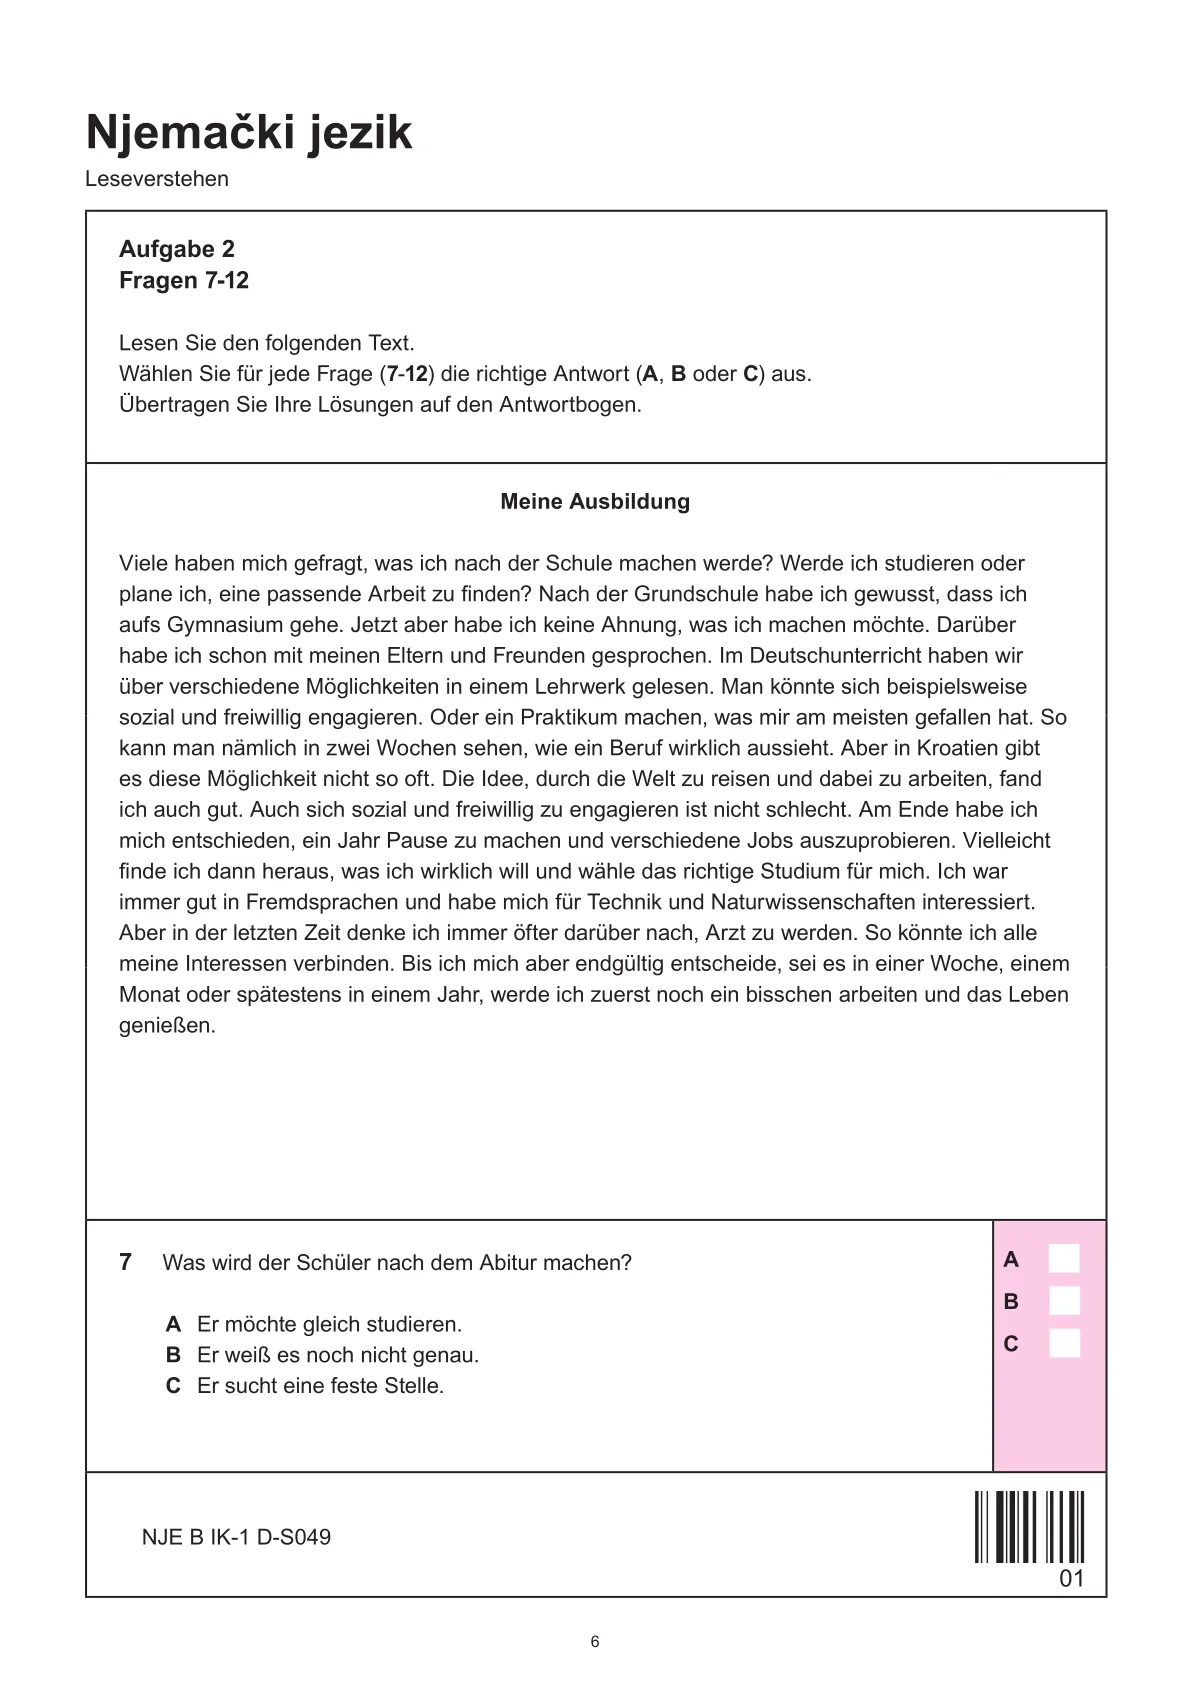 Njemački jezik
Leseverstehen
Aufgabe 2
Fragen 7-12
Lesen Sie den folgenden Text.
Wählen Sie für jede Frage (7-12) die richtige Antwort (A, B oder C) aus.
Übertragen Sie Ihre Lösungen auf den Antwortbogen.
Meine Ausbildung
Viele haben mich gefragt, was ich nach der Schule machen werde? Werde ich studieren oder
plane ich, eine passende Arbeit zu finden? Nach der Grundschule habe ich gewusst, dass ich
aufs Gymnasium gehe. Jetzt aber habe ich keine Ahnung, was ich machen möchte. Darüber
habe ich schon mit meinen Eltern und Freunden gesprochen. Im Deutschunterricht haben wir
über verschiedene Möglichkeiten in einem Lehrwerk gelesen. Man könnte sich beispielsweise
sozial und freiwillig engagieren. Oder ein Praktikum machen, was mir am meisten gefallen hat. So
kann man nämlich in zwei Wochen sehen, wie ein Beruf wirklich aussieht. Aber in Kroatien gibt
es diese Möglichkeit nicht so oft. Die Idee, durch die Welt zu reisen und dabei zu arbeiten, fand
ich auch gut. Auch sich sozial und freiwillig zu engagieren ist nicht schlecht. Am Ende habe ich
mich entschieden, ein Jahr Pause zu machen und verschiedene Jobs auszuprobieren. Vielleicht
finde ich dann heraus, was ich wirklich will und wähle das richtige Studium für mich. Ich war
immer gut in Fremdsprachen und habe mich für Technik und Naturwissenschaften interessiert.
Aber in der letzten Zeit denke ich immer öfter darüber nach, Arzt zu werden. So könnte ich alle
meine Interessen verbinden. Bis ich mich aber endgültig entscheide, sei es in einer Woche, einem
Monat oder spätestens in einem Jahr, werde ich zuerst noch ein bisschen arbeiten und das Leben
genießen.
7 Was wird der Schüler nach dem Abitur machen?
A Er möchte gleich studieren.
B Er weiß es noch nicht genau.
C Er sucht eine feste Stelle.
A
B
C
NJE B IK-1 D-S049
01
6